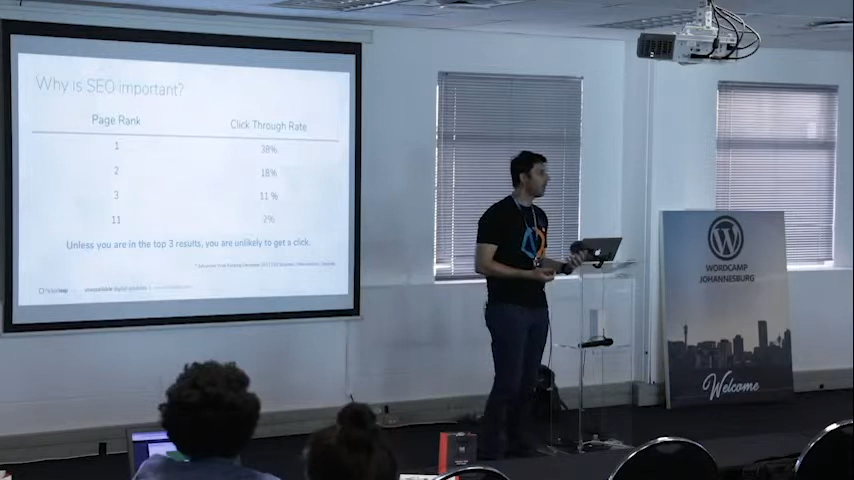 Why is SEO important?
Page Rank Click Through Rate
1 38%
2 18%
3 11%
11 2%
Unless you are in the top 3 results, you are unlikely to get a click.
WORDCAMP
JOHANNESBURG
Welcome